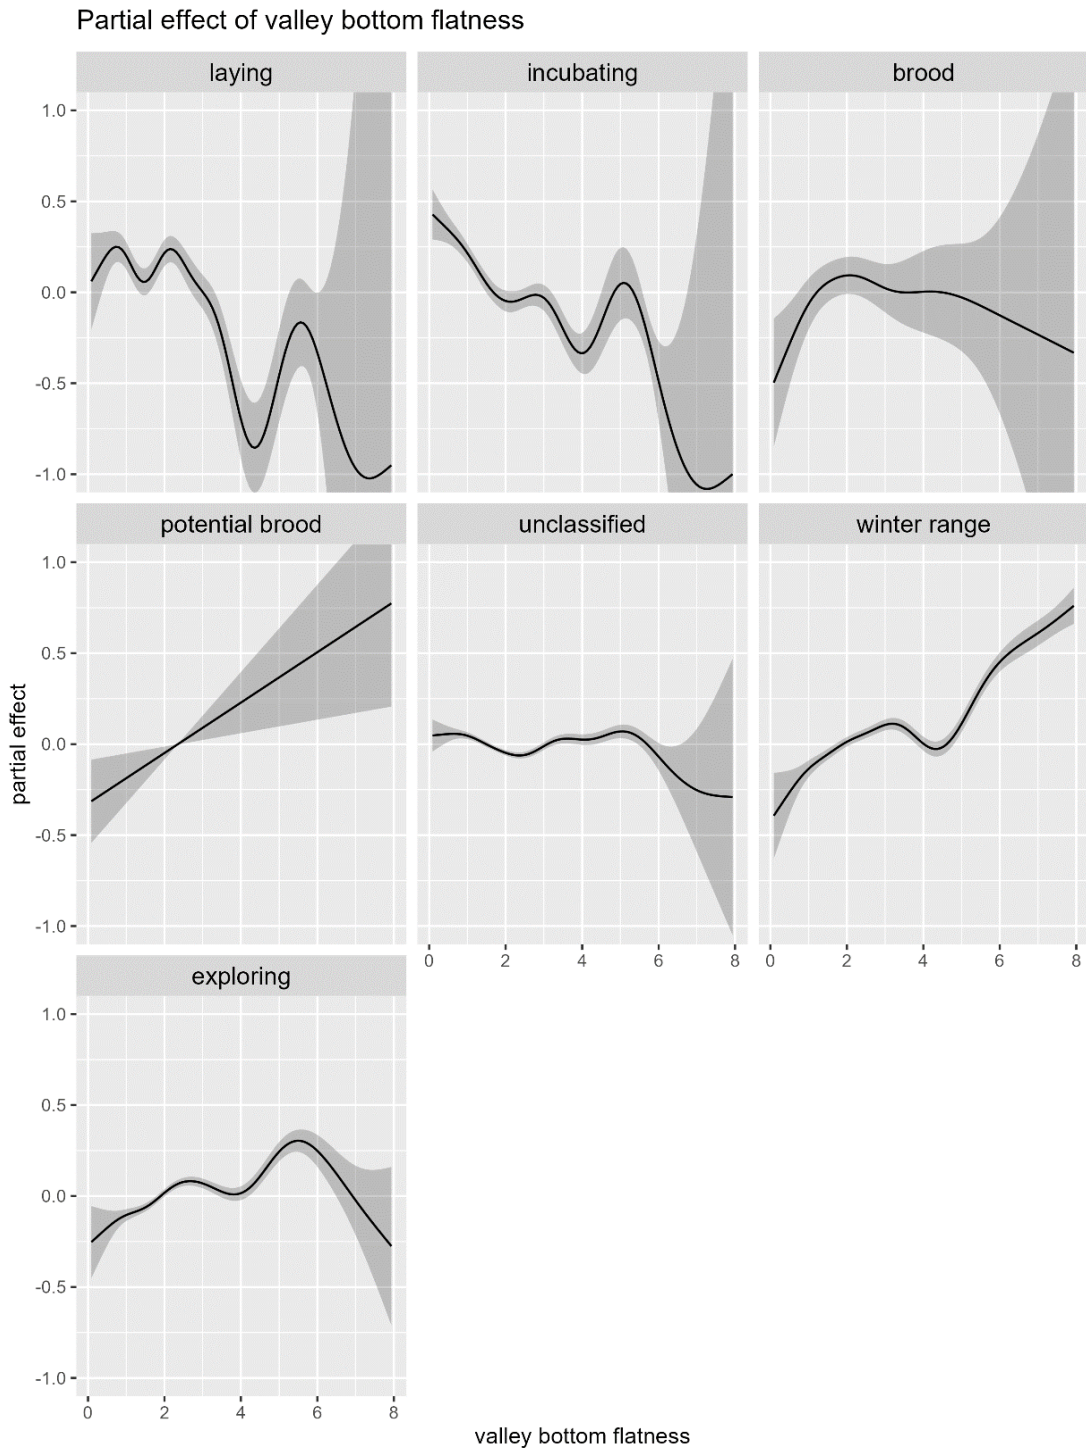 Partial effect of valley bottom flatness
laying
incubating
brood
1.0
0.5
0.0
-0.5
-1.0
potential brood
unclassified
winter range
1.0
0.5
0.0
-0.5
-1.0
0 2 4 6 8
0 2 4 6 8
exploring
1.0
0.5
0.0
-0.5
-1.0
0 2 4 6 8
partial effect
valley bottom flatness